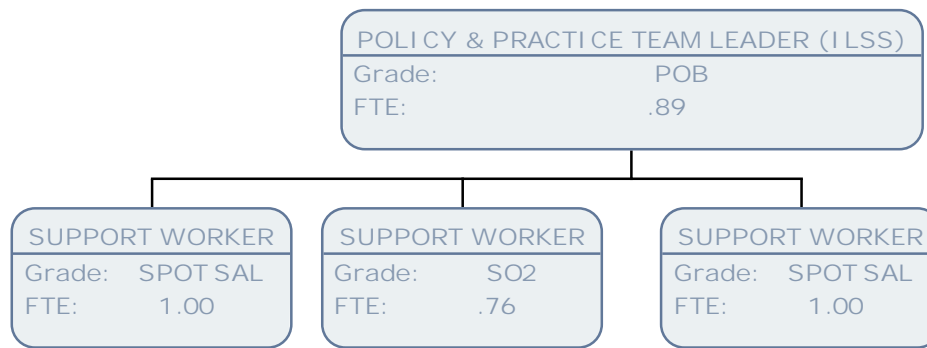 POLICY & PRACTICE TEAM LEADER (ILSS)
Grade: POB
FTE: .89
SUPPORT WORKER
Grade: SPOT SAL
FTE: 1.00
SUPPORT WORKER
Grade: SO2
FTE: .76
SUPPORT WORKER
Grade: SPOT SAL
FTE: 1.00